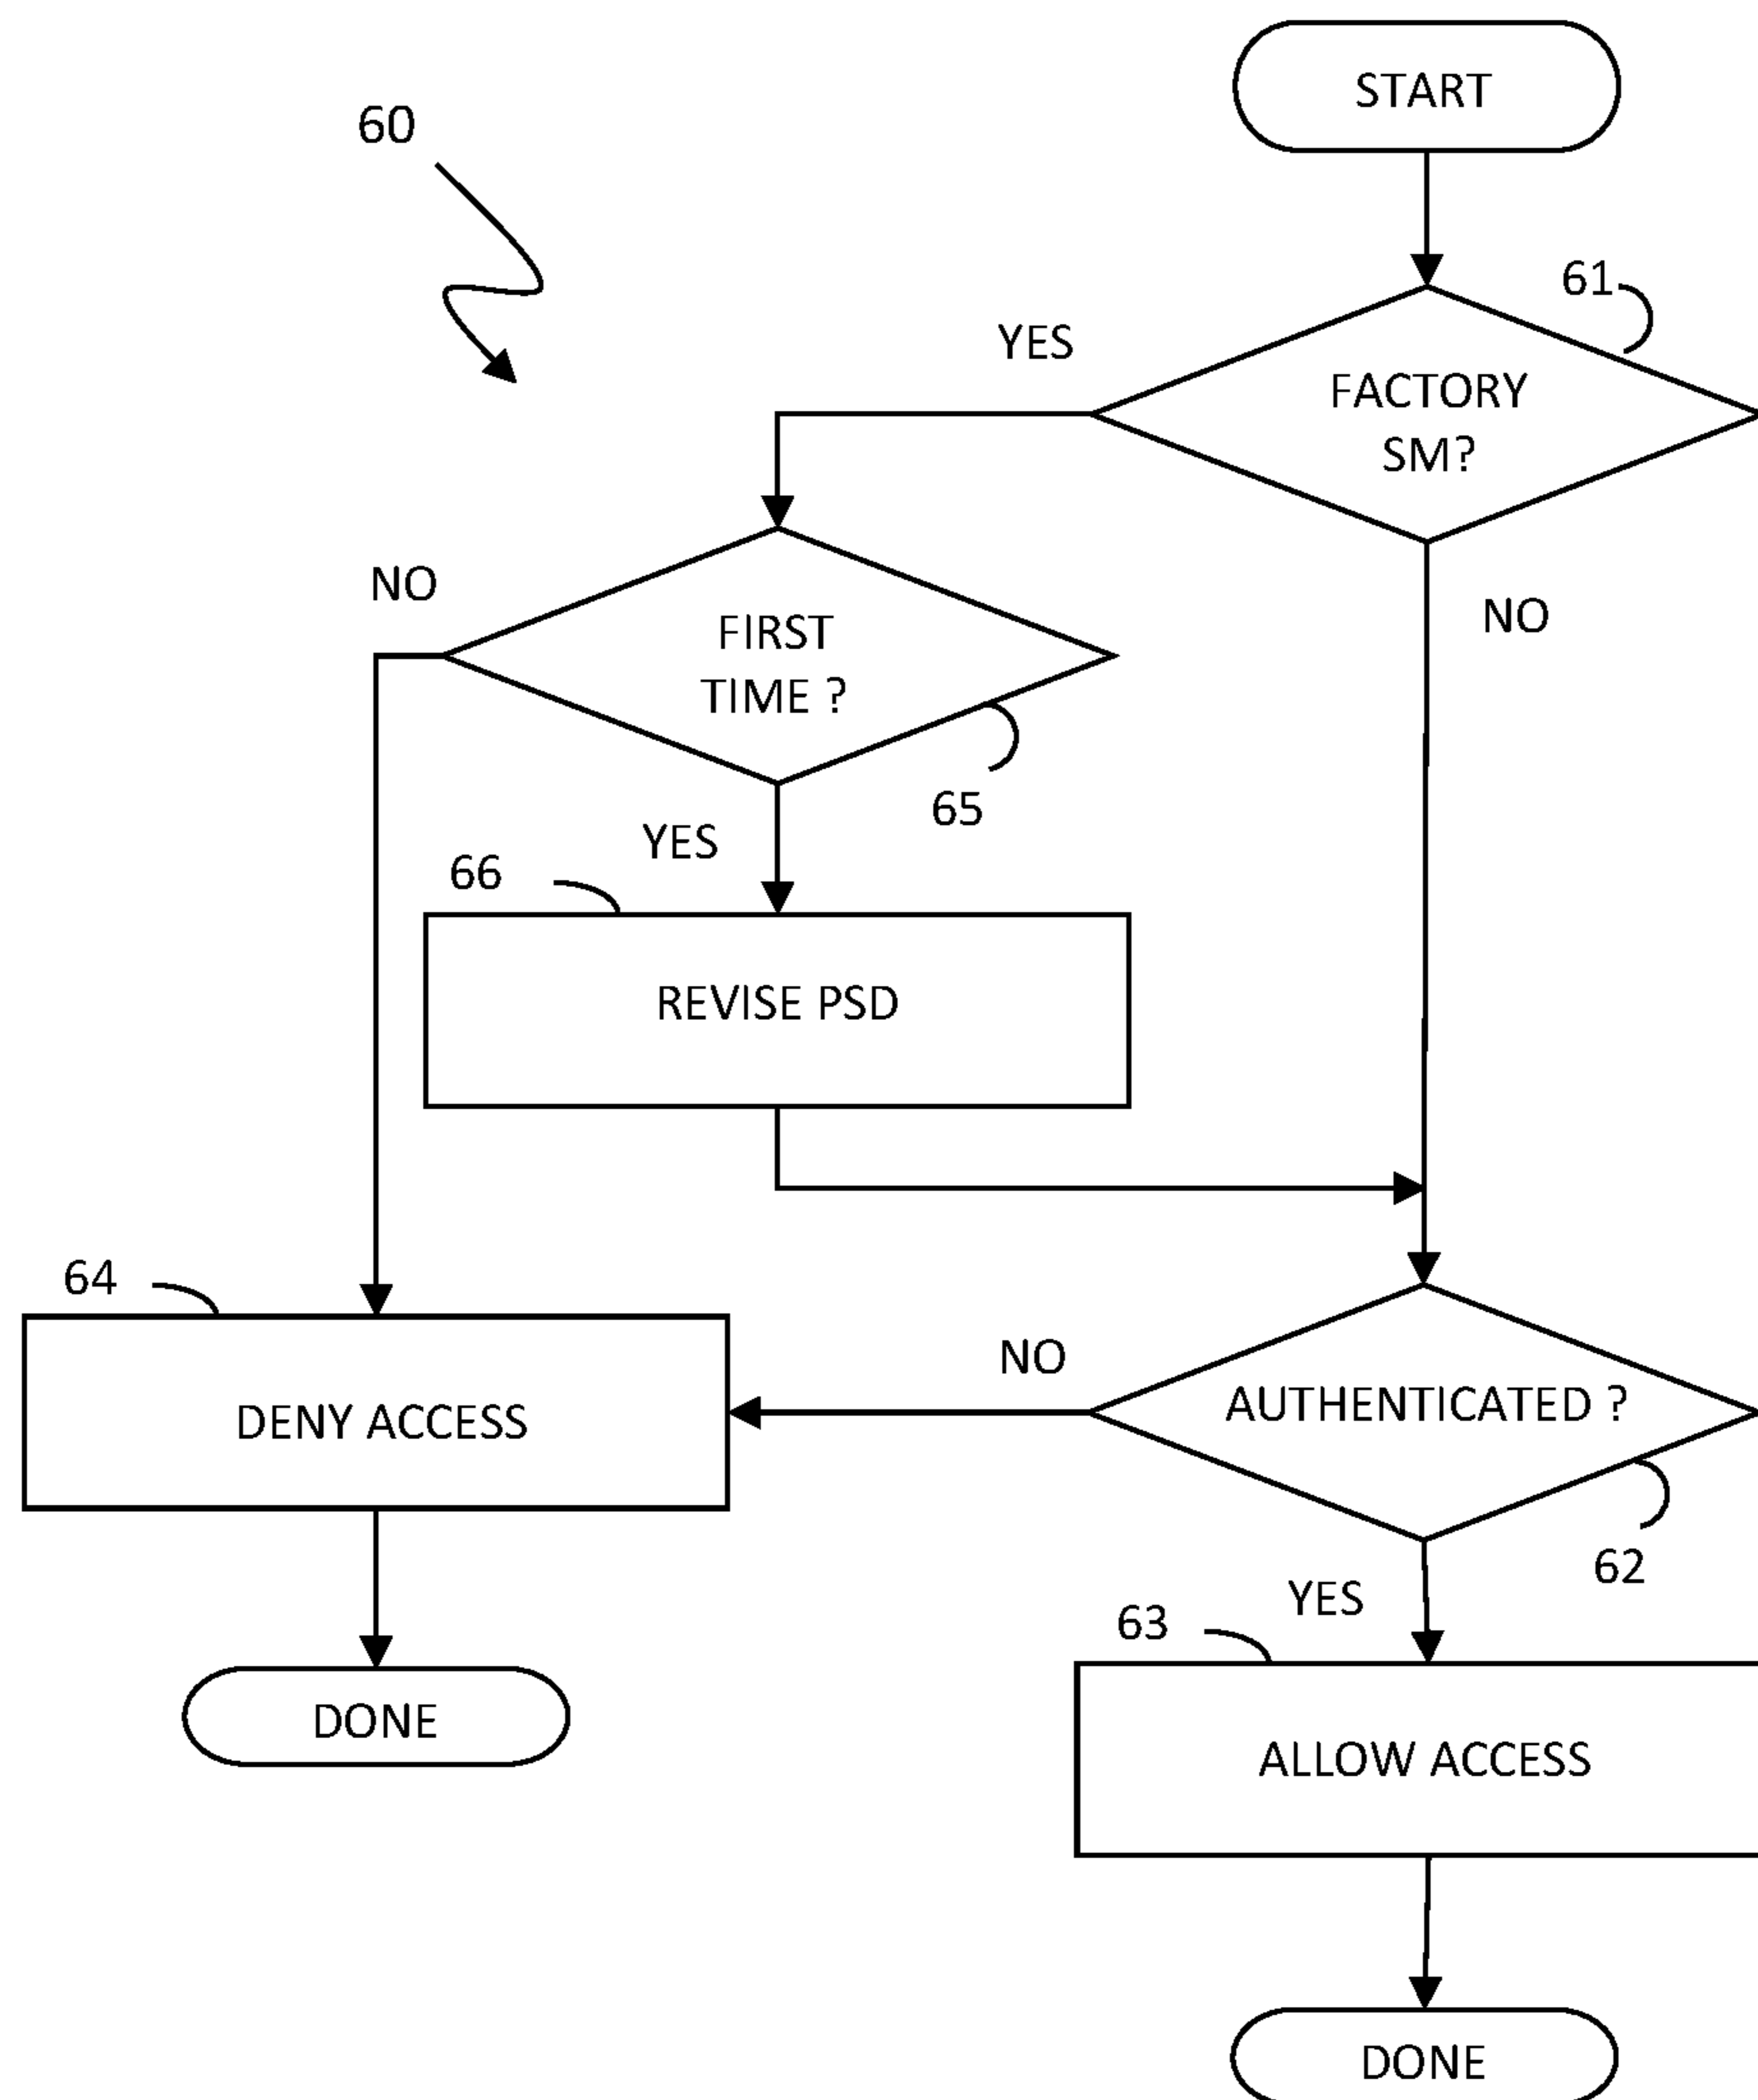 START
60
61
YES
FACTORY
SM?
NO
NO
FIRST
TIME ?
65
YES
66
REVISE PSD
64
NO
AUTHENTICATED ?
DENY ACCESS
62
YES
63
DONE
ALLOW ACCESS
DONE